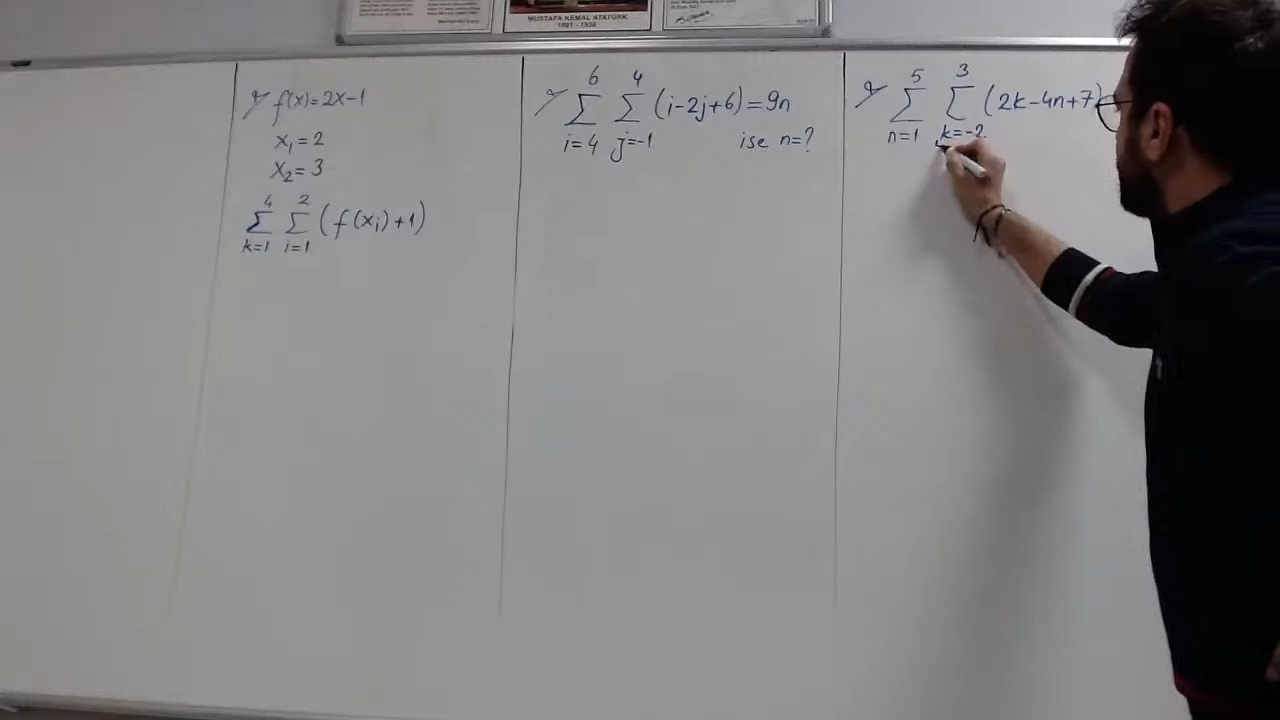 MUSTAFA KEMAL ATATÜRK
1881 - 1938
f(x)=2x-1
x₁=2
x₂=3
4 2
Σ Σ (f(xᵢ)+1)
k=1 i=1
6 4
Σ Σ (i-2j+6)=9n
i=4 j=-1 ise n=?
5 3
Σ Σ (2k-4n+7)
n=1 k=-2